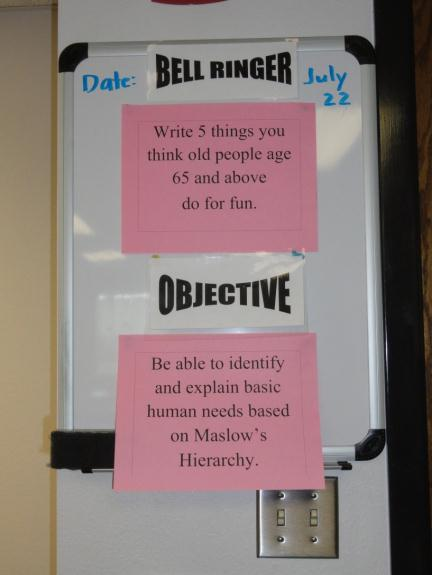 Date: BELL RINGER July 22
Write 5 things you
think old people age
65 and above
do for fun.
OBJECTIVE
Be able to identify
and explain basic
human needs based
on Maslow's
Hierarchy.